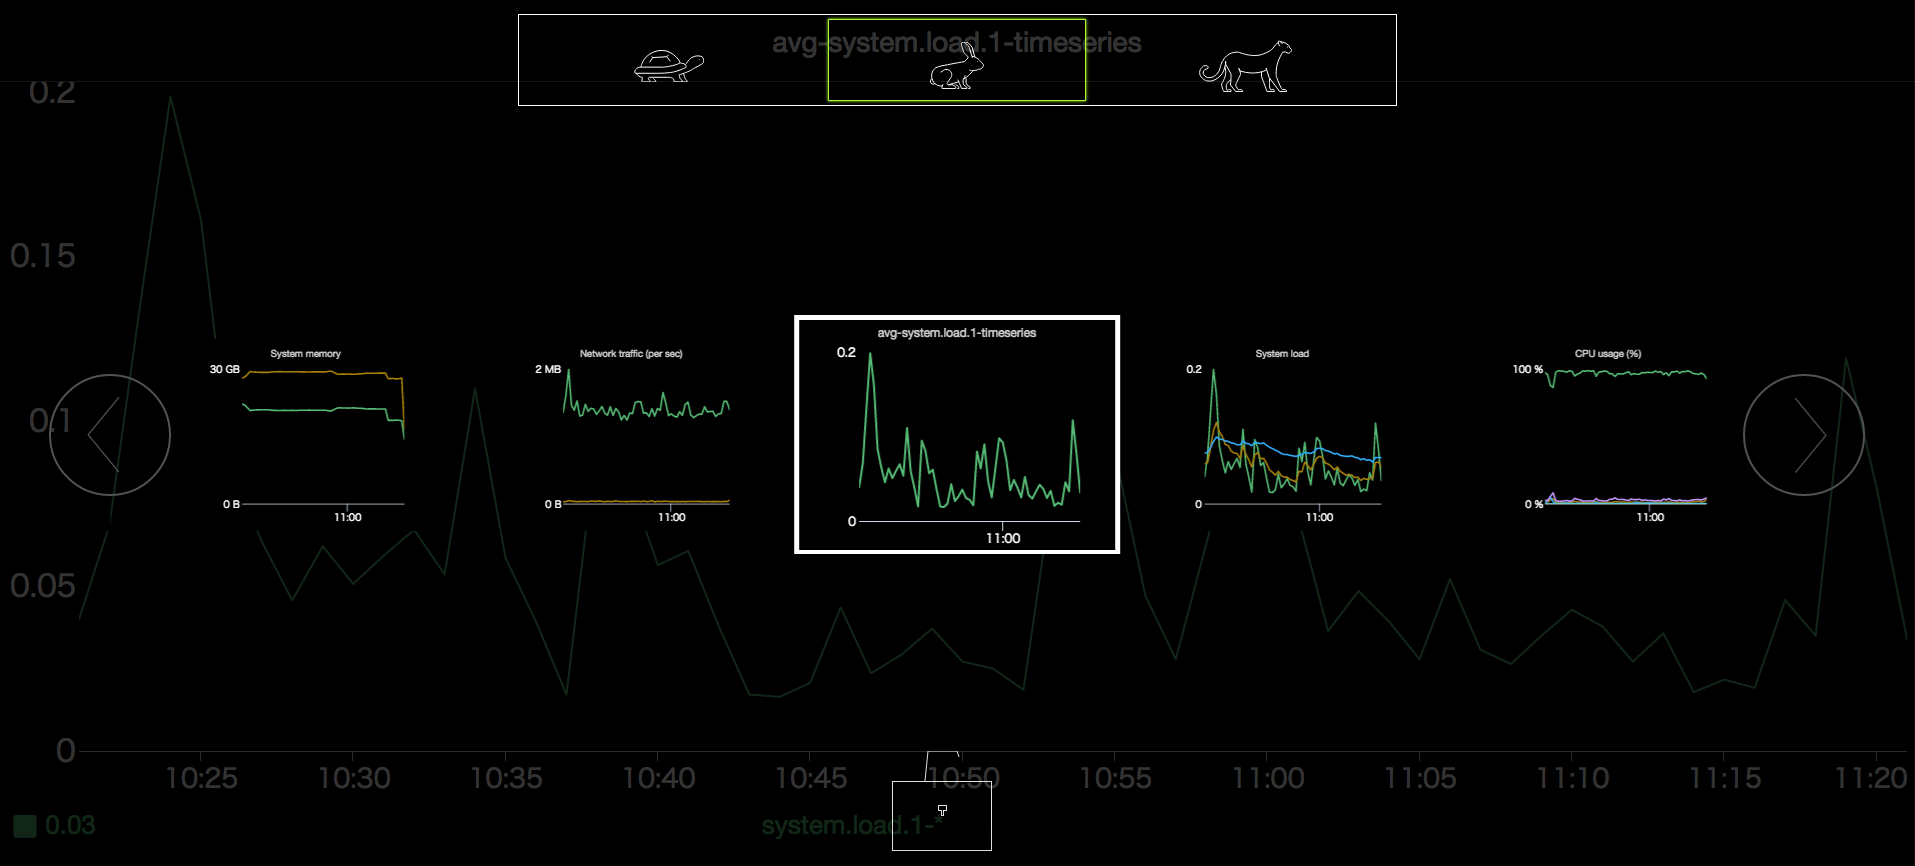 avg-system.load.1-timeseries
0.2
0.15
0.1
0.05
0
System memory
30 GB
0 B
11:00
Network traffic (per sec)
2 MB
0 B
11:00
avg-system.load.1-timeseries
0.2
0
11:00
System load
0.2
0
11:00
CPU usage (%)
100 %
0 %
11:00
10:25 10:30 10:35 10:40 10:45 10:50 10:55 11:00 11:05 11:10 11:15 11:20
0.03 system.load.1-*